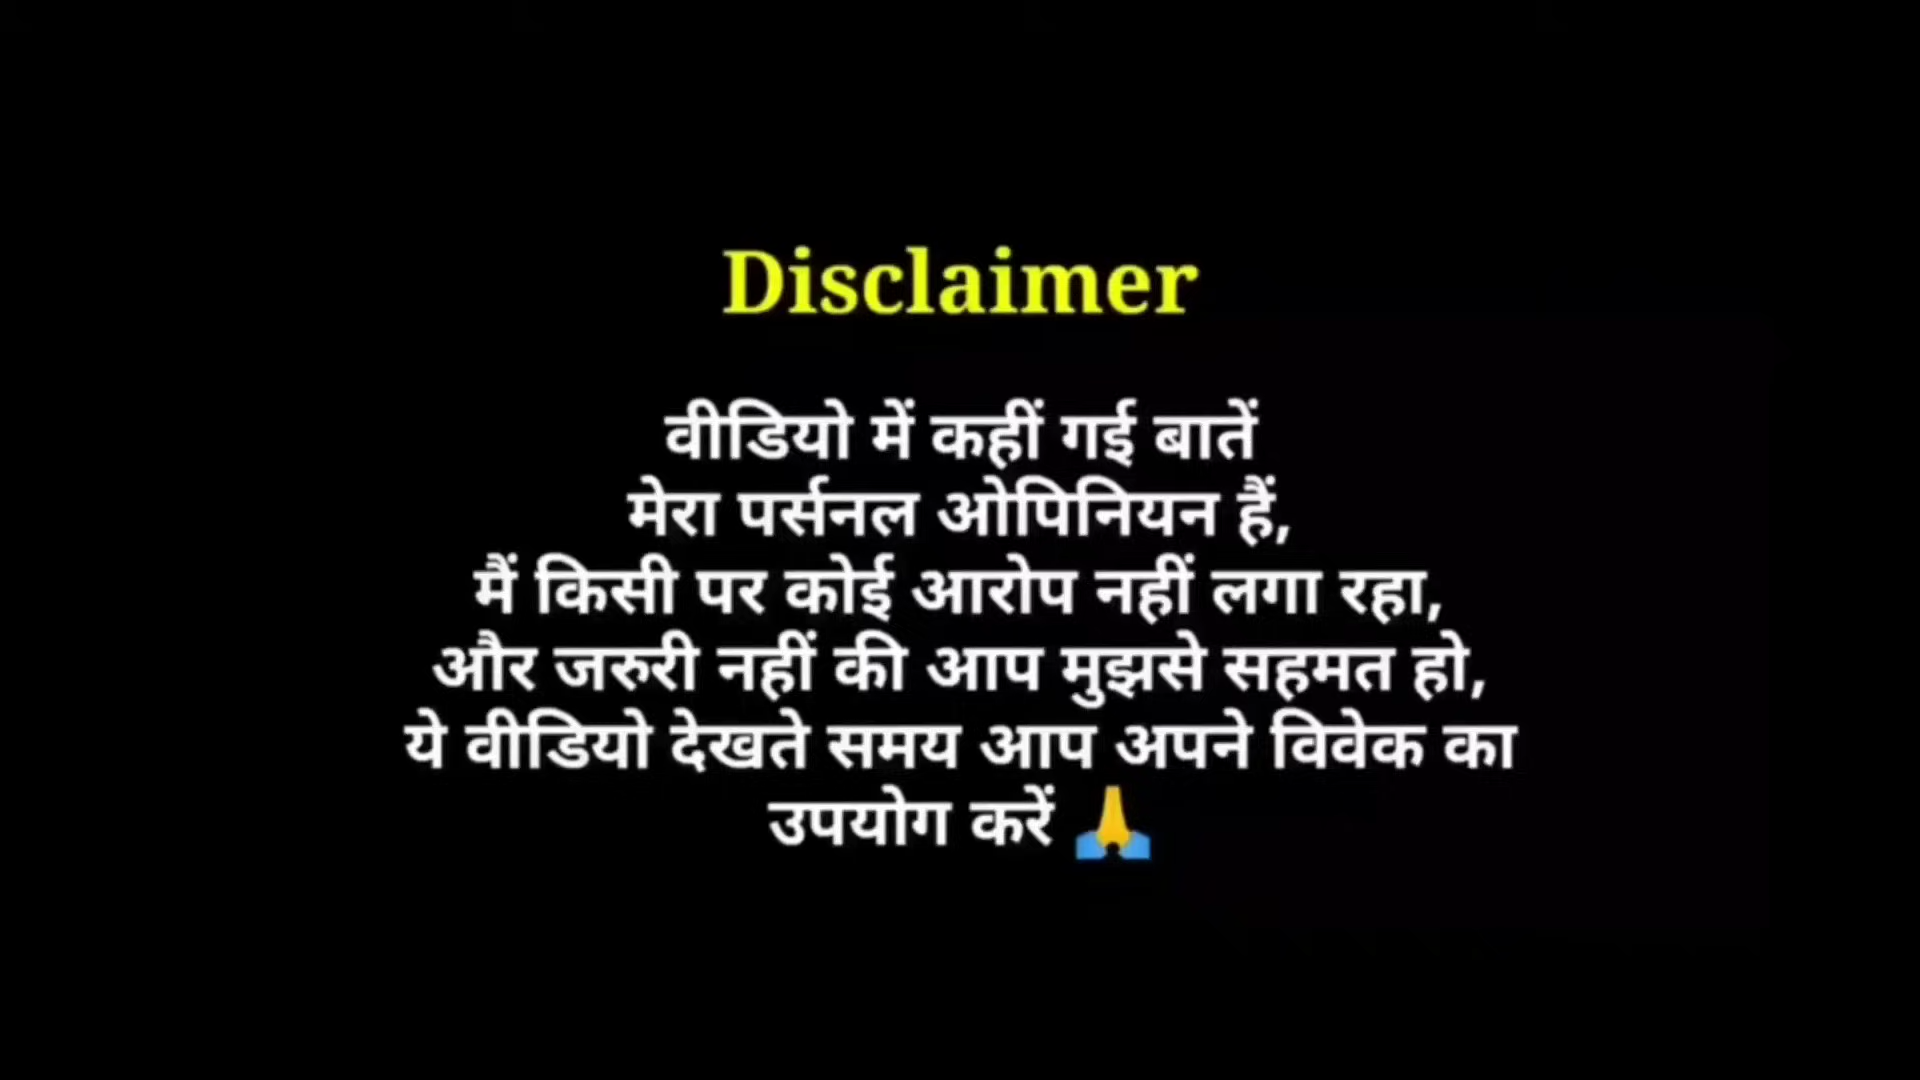 Disclaimer
वीडियो में कहीं गई बातें
मेरा पर्सनल ओपिनियन हैं,
मैं किसी पर कोई आरोप नहीं लगा रहा,
और जरुरी नहीं की आप मुझसे सहमत हो,
ये वीडियो देखते समय आप अपने विवेक का
उपयोग करें 🙏